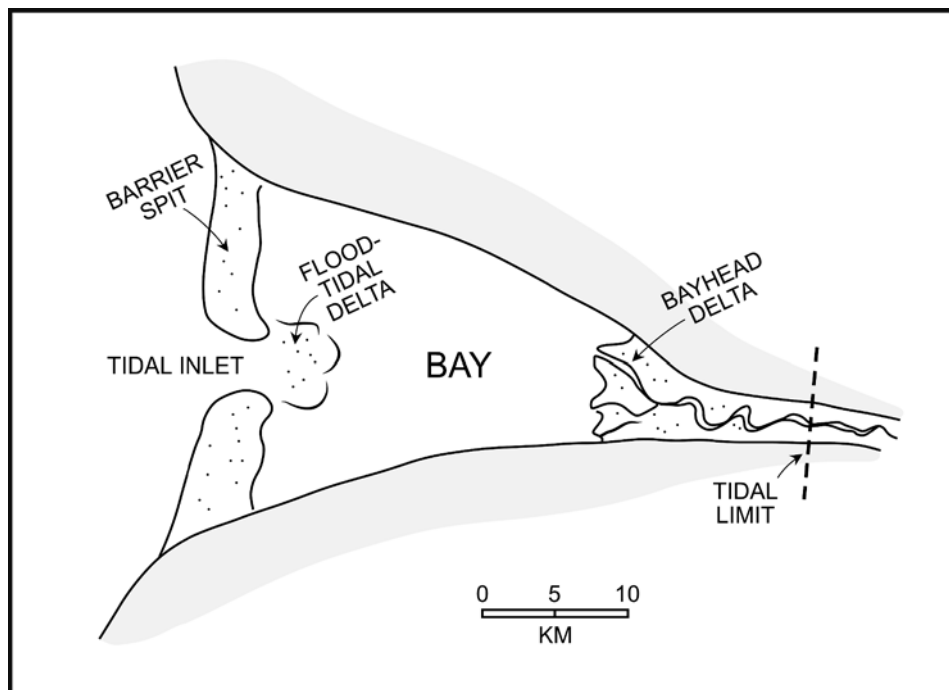 BARRIER
SPIT
FLOOD-
TIDAL
DELTA
BAYHEAD
DELTA
TIDAL INLET
BAY
TIDAL
LIMIT
0 5 10
KM